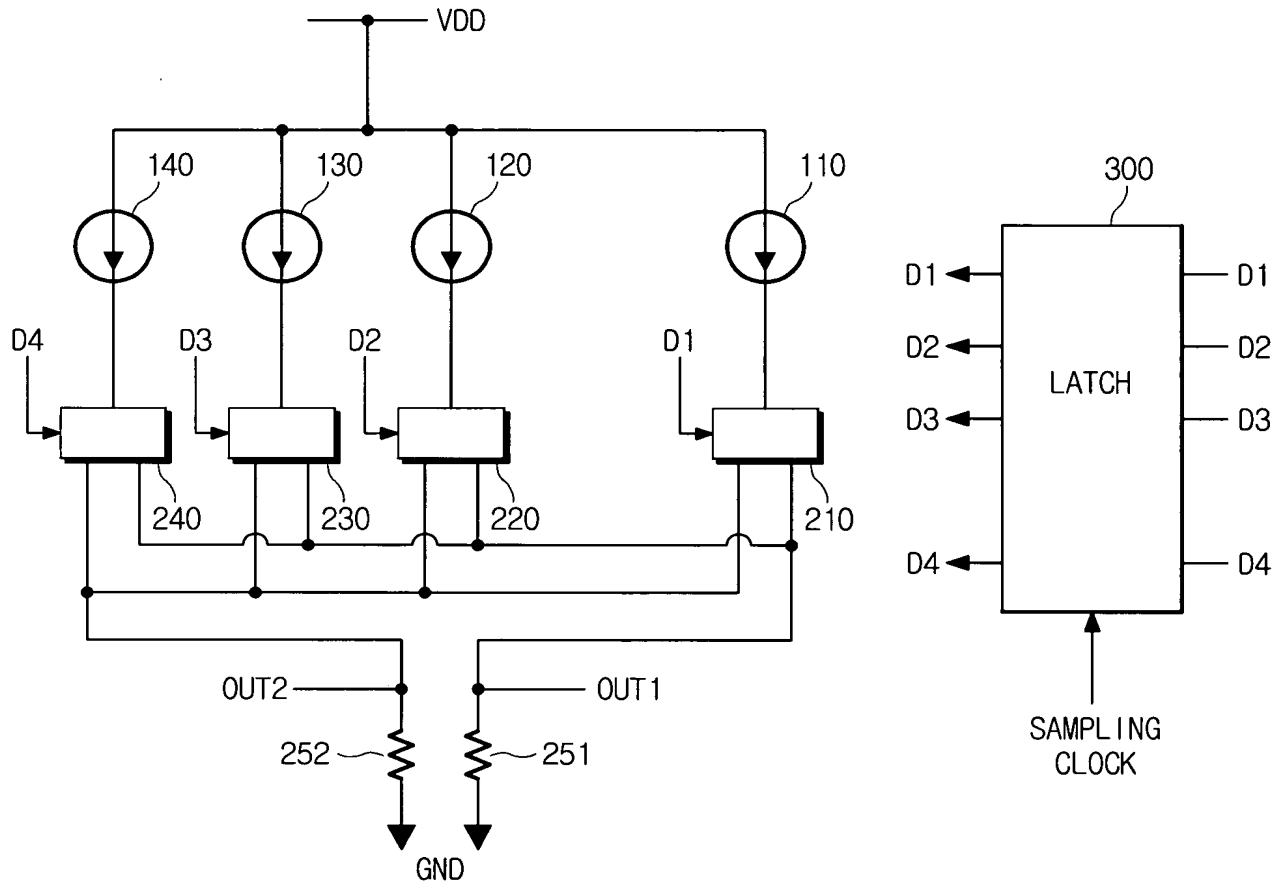 VDD
140
130
120
110
300
D4
D3
D2
D1
D1
D1
D2
D2
LATCH
D3
D3
240
230
220
210
D4
D4
OUT2
OUT1
252
251
SAMPLING
CLOCK
GND